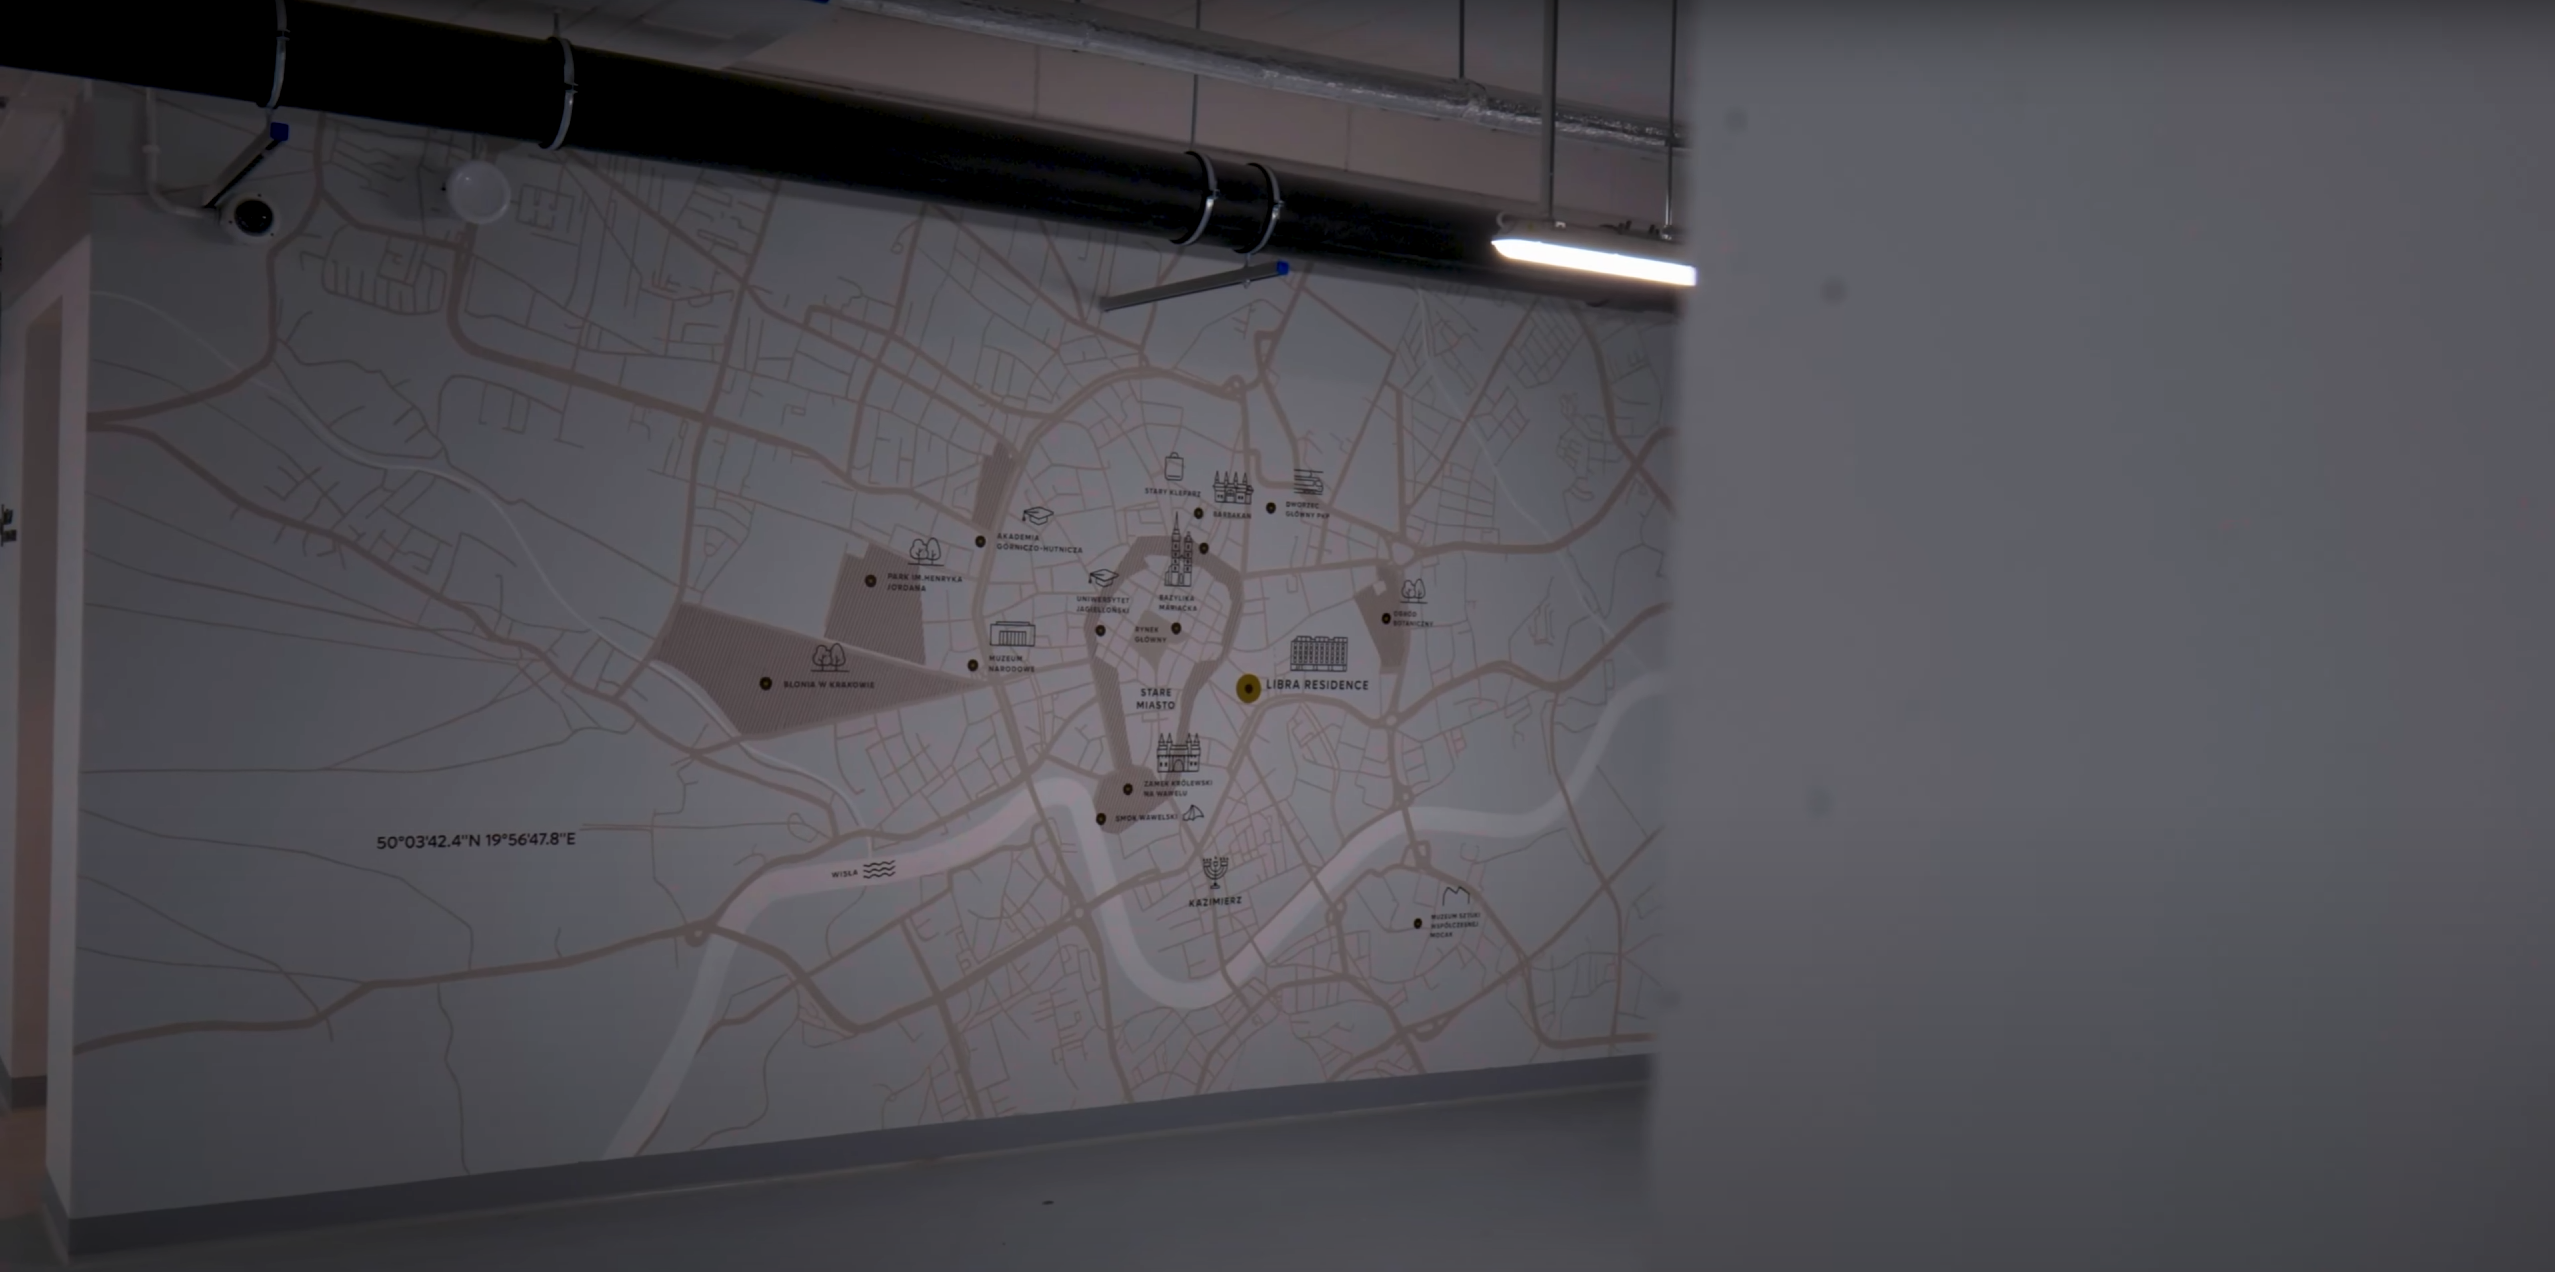 STARY KLEPARZ
BARBAKAN
DWORZEC
GŁÓWNY PKP
AKADEMIA
GÓRNICZO-HUTNICZA
PARK IM.HENRYKA
JORDANA
UNIWERSYTET
JAGIELLOŃSKI
BAZYLIKA
MARIACKA
OGRÓD
BOTANICZNY
RYNEK
GŁÓWNY
MUZEUM
NARODOWE
BŁONIA W KRAKOWIE
LIBRA RESIDENCE
STARE
MIASTO
ZAMEK KRÓLEWSKI
NA WAWELU
SMOK WAWELSKI
50°03'42.4"N 19°56'47.8"E
WISŁA
KAZIMIERZ
MUZEUM SZTUKI
WSPÓŁCZESNEJ
MOCAK